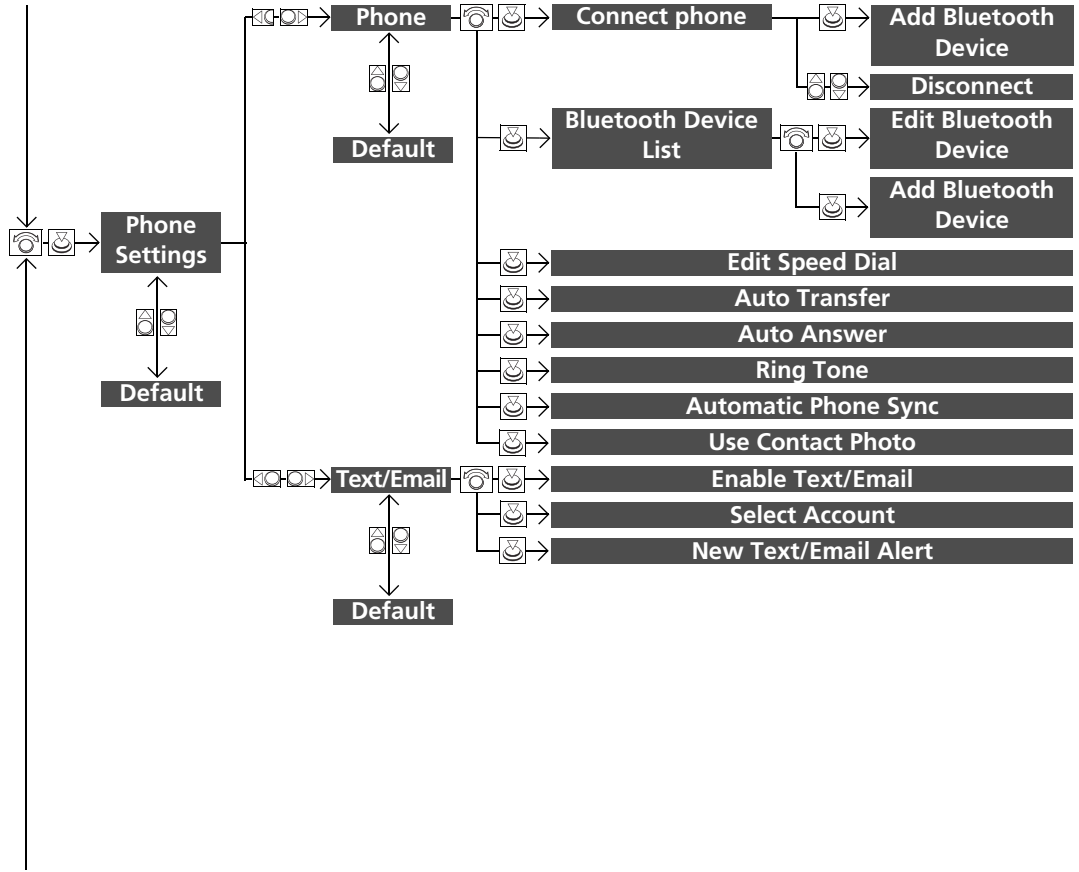 Phone
Connect phone
Add Bluetooth
Device
Disconnect
Default
Bluetooth Device
List
Edit Bluetooth
Device
Add Bluetooth
Device
Phone
Settings
Default
Edit Speed Dial
Auto Transfer
Auto Answer
Ring Tone
Automatic Phone Sync
Use Contact Photo
Text/Email
Enable Text/Email
Select Account
New Text/Email Alert
Default